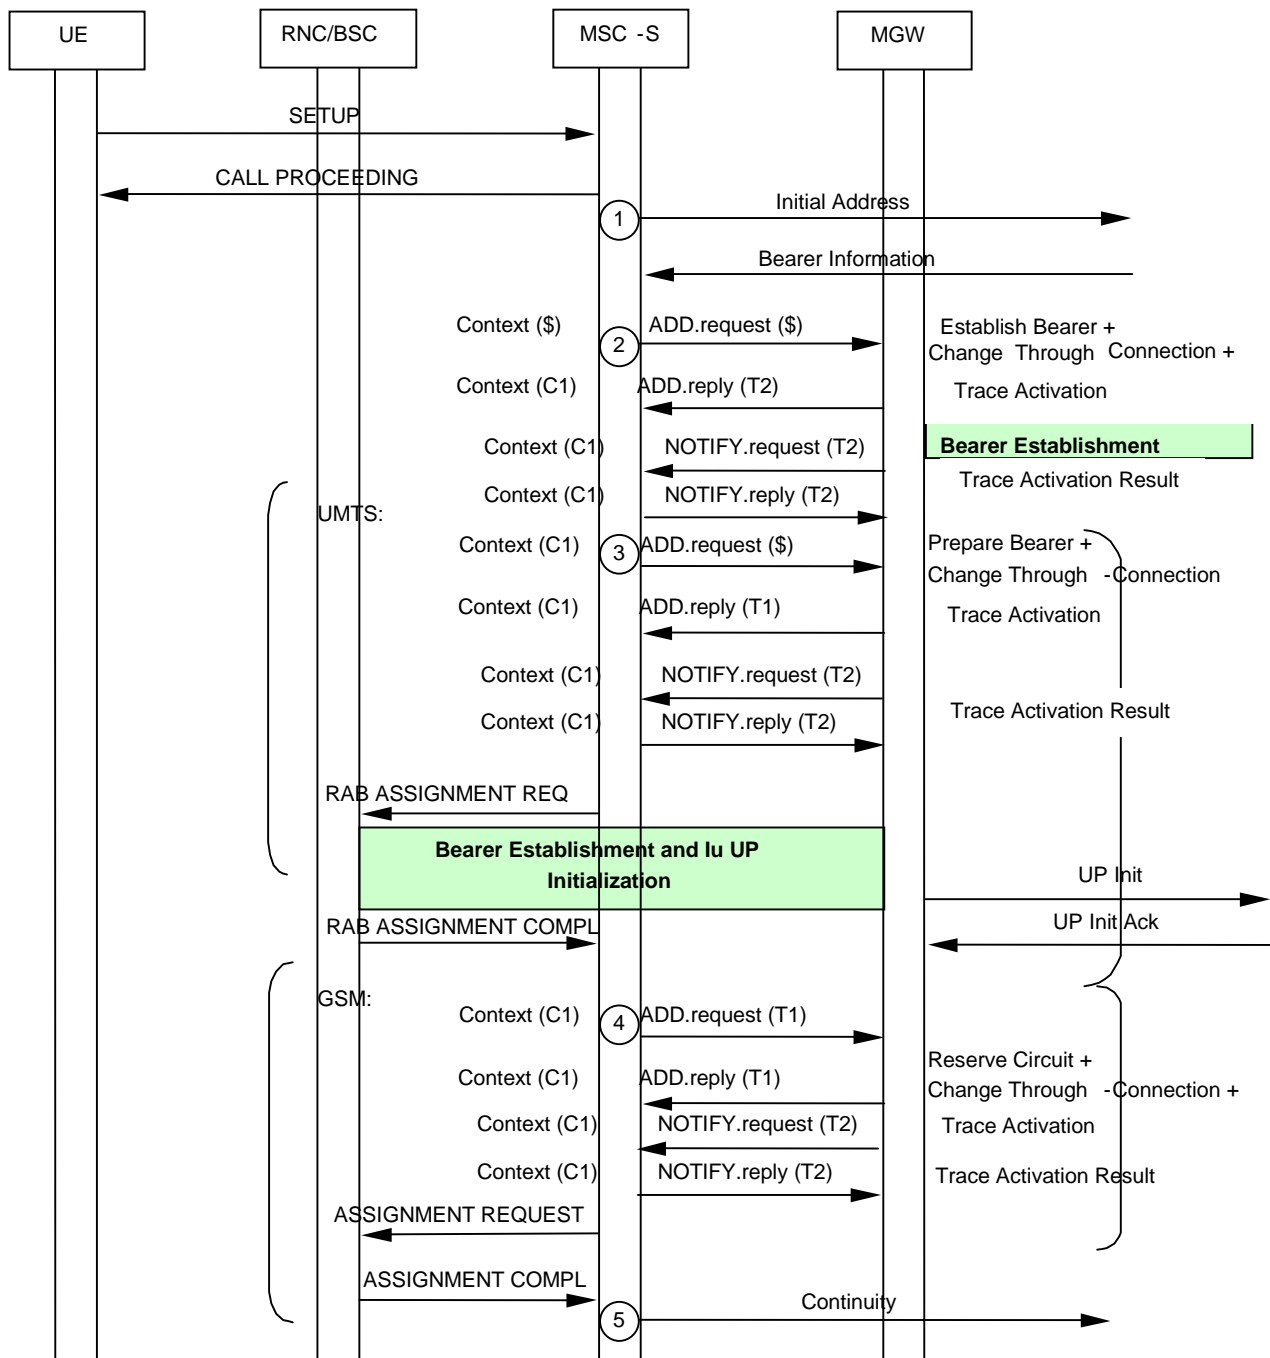 UE
RNC/BSC
MSC -S
MGW
SETUP
CALL PROCEEDING
1
Initial Address
Bearer Information
Context ($)
2
ADD.request ($)
Establish Bearer +
Change Through Connection +
Context (C1)
ADD.reply (T2)
Trace Activation
Context (C1)
NOTIFY.request (T2)
Bearer Establishment
Trace Activation Result
Context (C1)
NOTIFY.reply (T2)
UMTS:
Context (C1)
3
ADD.request ($)
Prepare Bearer +
Change Through -Connection
Context (C1)
ADD.reply (T1)
Trace Activation
Context (C1)
NOTIFY.request (T2)
Trace Activation Result
Context (C1)
NOTIFY.reply (T2)
RAB ASSIGNMENT REQ
Bearer Establishment and Iu UP
Initialization
UP Init
RAB ASSIGNMENT COMPL
UP Init Ack
GSM:
Context (C1)
4
ADD.request (T1)
Reserve Circuit +
Context (C1)
ADD.reply (T1)
Change Through -Connection +
Context (C1)
NOTIFY.request (T2)
Trace Activation
Context (C1)
NOTIFY.reply (T2)
Trace Activation Result
ASSIGNMENT REQUEST
ASSIGNMENT COMPL
5
Continuity